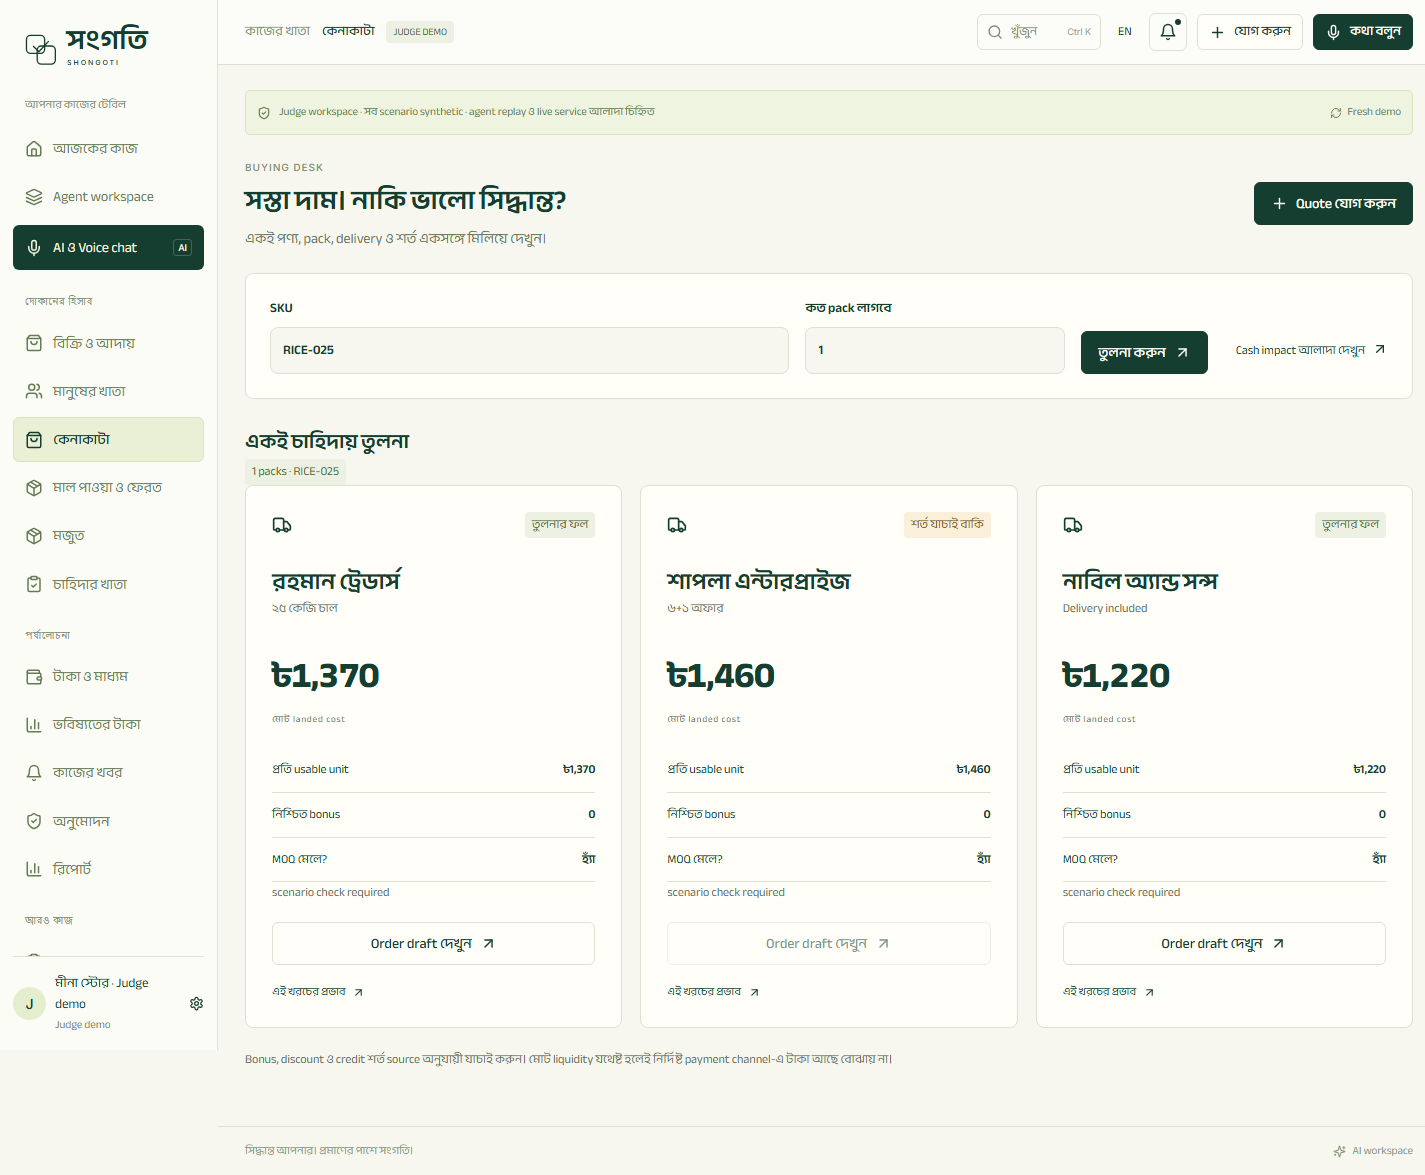 সংগতি
SHONGOTI
আপনার কাজের টেবিল
আজকের কাজ
Agent workspace
AI ও Voice chat AI
দোকানের হিসাব
বিক্রি ও আদায়
মানুষের খাতা
কেনাকাটা
মাল পাওয়া ও ফেরত
মজুত
চাহিদার খাতা
পর্যালোচনা
টাকা ও মাধ্যম
ভবিষ্যতের টাকা
কাজের খবর
অনুমোদন
রিপোর্ট
আরও কাজ
J
মীনা স্টোর · Judge demo
Judge demo
কাজের খাতা কেনাকাটা JUDGE DEMO
খুঁজুন Ctrl K EN যোগ করুন কথা বলুন
Judge workspace · সব scenario synthetic · agent replay ও live service আলাদা চিহ্নিত Fresh demo
BUYING DESK
সস্তা দাম। নাকি ভালো সিদ্ধান্ত?
একই পণ্য, pack, delivery ও শর্ত একসঙ্গে মিলিয়ে দেখুন।
Quote যোগ করুন
SKU কত pack লাগবে
RICE-025 1 তুলনা করুন Cash impact আলাদা দেখুন
একই চাহিদায় তুলনা
1 packs · RICE-025
তুলনার ফল
রহমান ট্রেডার্স
২৫ কেজি চাল
৳1,370
মোট landed cost
প্রতি usable unit ৳1,370
নিশ্চিত bonus 0
MOQ মেলে? হ্যাঁ
scenario check required
Order draft দেখুন
এই খরচের প্রভাব
শর্ত যাচাই বাকি
শাপলা এন্টারপ্রাইজ
৬+১ অফার
৳1,460
মোট landed cost
প্রতি usable unit ৳1,460
নিশ্চিত bonus 0
MOQ মেলে? হ্যাঁ
scenario check required
Order draft দেখুন
এই খরচের প্রভাব
তুলনার ফল
নাবিল অ্যান্ড সন্স
Delivery included
৳1,220
মোট landed cost
প্রতি usable unit ৳1,220
নিশ্চিত bonus 0
MOQ মেলে? হ্যাঁ
scenario check required
Order draft দেখুন
এই খরচের প্রভাব
Bonus, discount ও credit শর্ত source অনুযায়ী যাচাই করুন। মোট liquidity যথেষ্ট হলেই নির্দিষ্ট payment channel-এ টাকা আছে বোঝায় না।
সিদ্ধান্ত আপনার। প্রমাণের পাশে সংগতি।
AI workspace